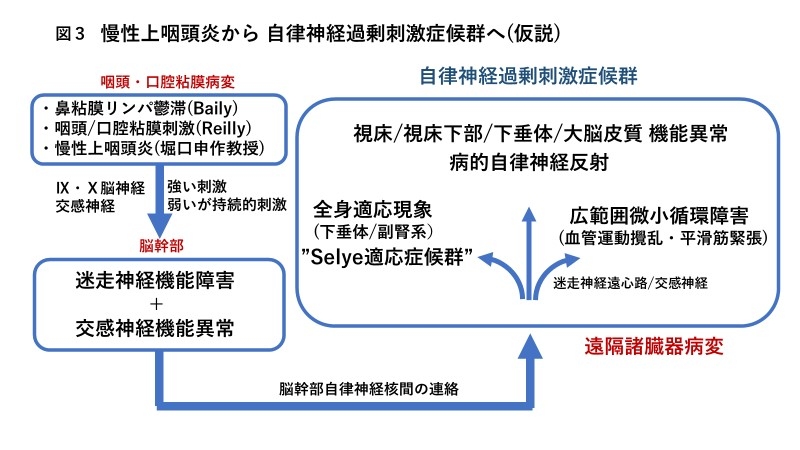 図3 慢性上咽頭炎から 自律神経過剰刺激症候群へ(仮説)
咽頭・口腔粘膜病変
・鼻粘膜リンパ鬱滞(Baily)
・咽頭/口腔粘膜刺激(Reilly)
・慢性上咽頭炎(堀口申作教授)
Ⅸ・Ⅹ脳神経
交感神経
強い刺激
弱いが持続的刺激
脳幹部
迷走神経機能障害
+
交感神経機能異常
脳幹部自律神経核間の連絡
自律神経過剰刺激症候群
視床/視床下部/下垂体/大脳皮質 機能異常
病的自律神経反射
全身適応現象
(下垂体/副腎系)
”Selye適応症候群”
広範囲微小循環障害
(血管運動攪乱・平滑筋緊張)
迷走神経遠心路/交感神経
遠隔諸臓器病変